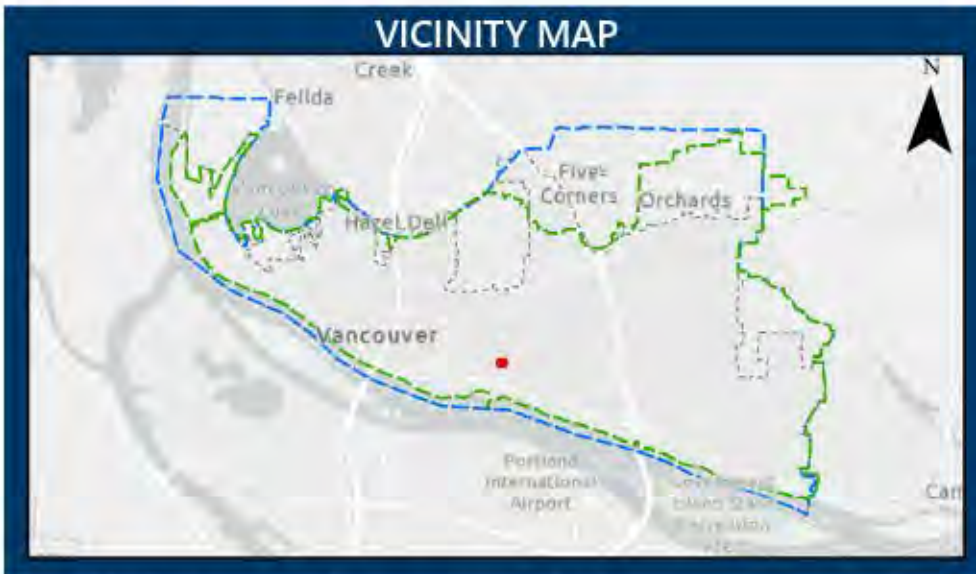 VICINITY MAP
Creek
N
Felida
Five-
Corners
Orchards
Hazel Dell
Vancouver
Portland
International
Airport